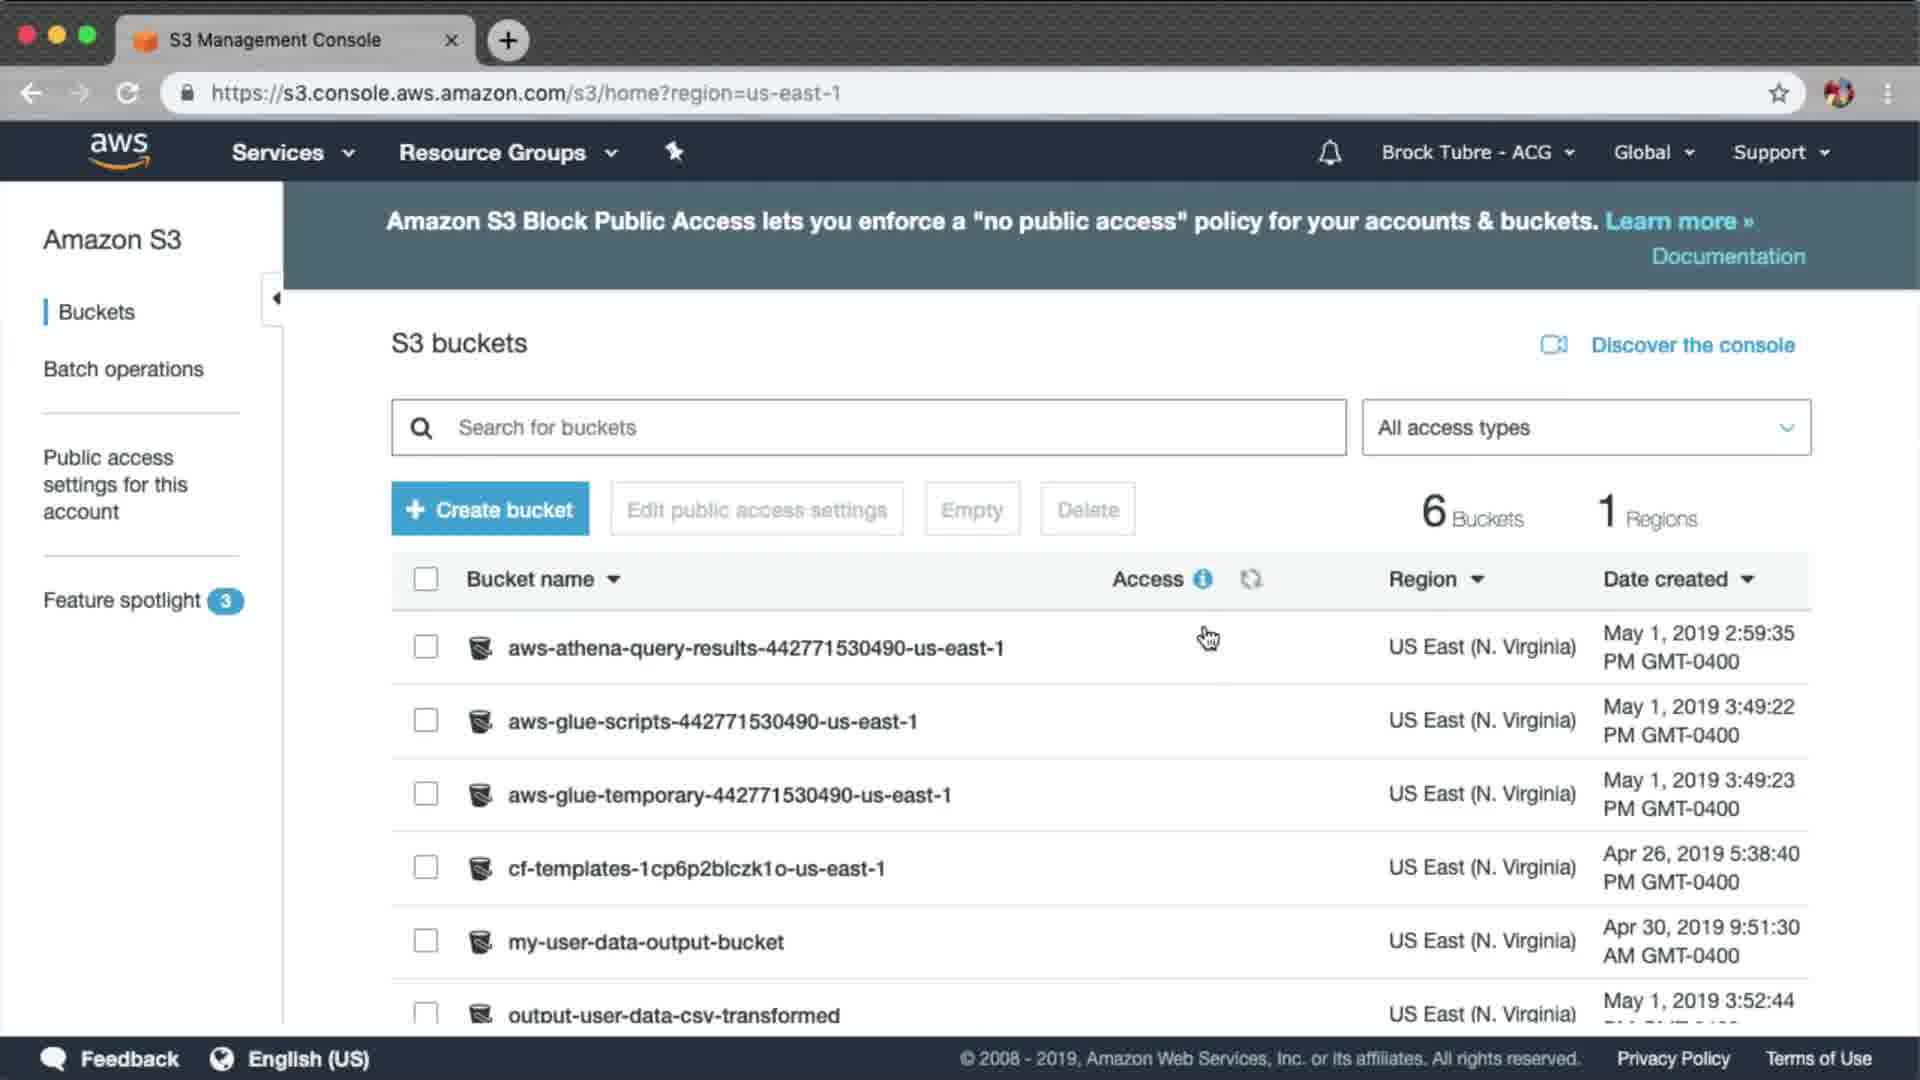 S3 Management Console
https://s3.console.aws.amazon.com/s3/home?region=us-east-1
aws
Services
Resource Groups
Brock Tubre - ACG
Global
Support
Amazon S3 Block Public Access lets you enforce a "no public access" policy for your accounts & buckets. Learn more »
Documentation
Amazon S3
Buckets
Batch operations
Public access
settings for this
account
Feature spotlight 3
S3 buckets
Discover the console
Search for buckets
All access types
+ Create bucket
Edit public access settings
Empty
Delete
6 Buckets
1 Regions
Bucket name
Access
Region
Date created
aws-athena-query-results-442771530490-us-east-1
US East (N. Virginia)
May 1, 2019 2:59:35
PM GMT-0400
aws-glue-scripts-442771530490-us-east-1
US East (N. Virginia)
May 1, 2019 3:49:22
PM GMT-0400
aws-glue-temporary-442771530490-us-east-1
US East (N. Virginia)
May 1, 2019 3:49:23
PM GMT-0400
cf-templates-1cp6p2blczk1o-us-east-1
US East (N. Virginia)
Apr 26, 2019 5:38:40
PM GMT-0400
my-user-data-output-bucket
US East (N. Virginia)
Apr 30, 2019 9:51:30
AM GMT-0400
output-user-data-csv-transformed
US East (N. Virginia)
May 1, 2019 3:52:44
Feedback
English (US)
© 2008 - 2019, Amazon Web Services, Inc. or its affiliates. All rights reserved.
Privacy Policy
Terms of Use